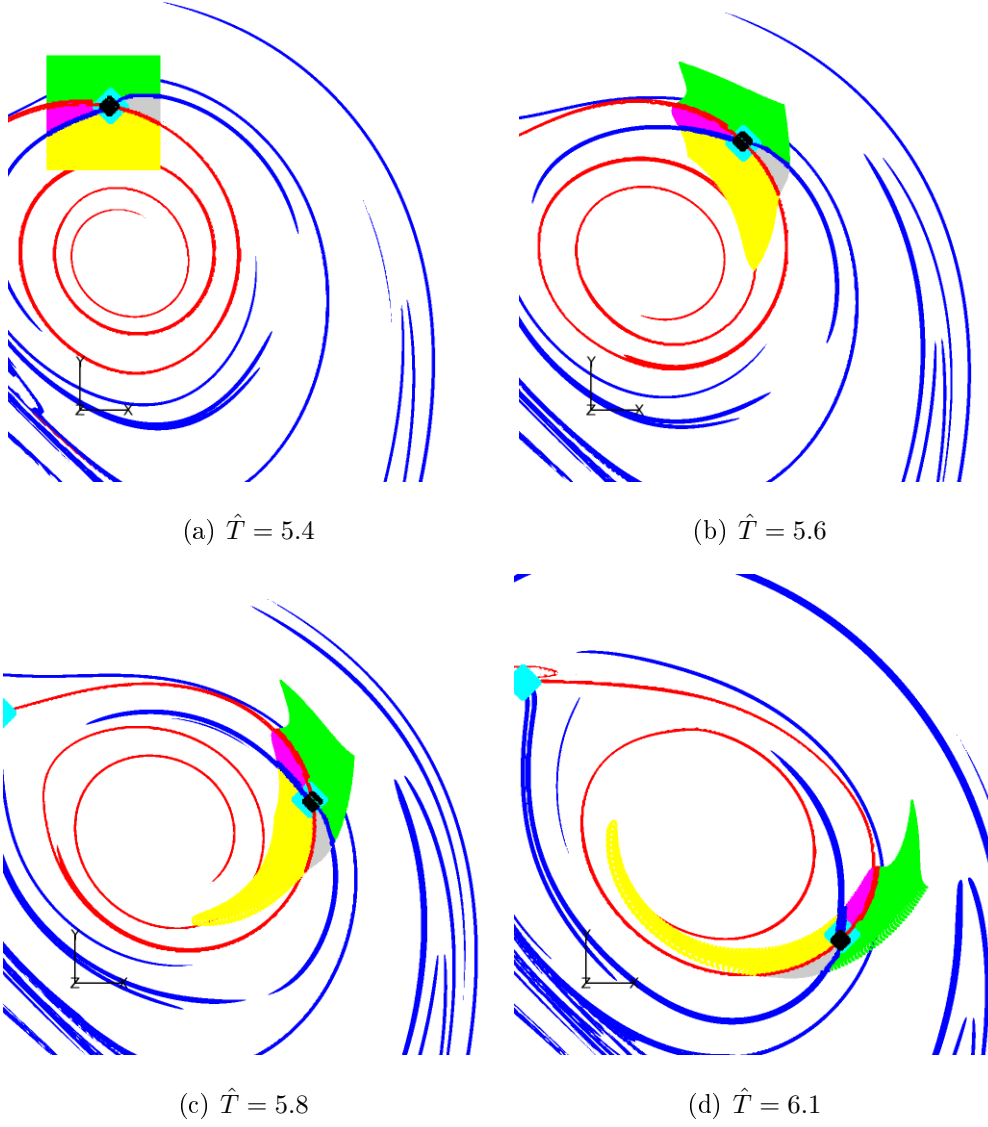 Y
Z X
Y
Z X
(a) T̂ = 5.4
(b) T̂ = 5.6
Y
Z X
Y
Z X
(c) T̂ = 5.8
(d) T̂ = 6.1